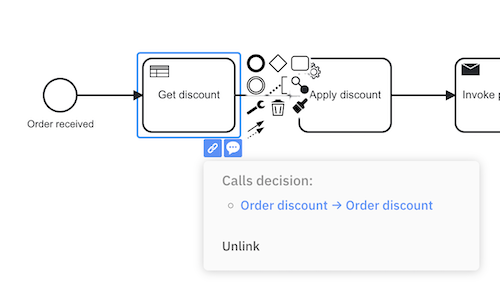 Get discount
Apply discount
Invoke p
Order received
Calls decision:
Order discount → Order discount
Unlink